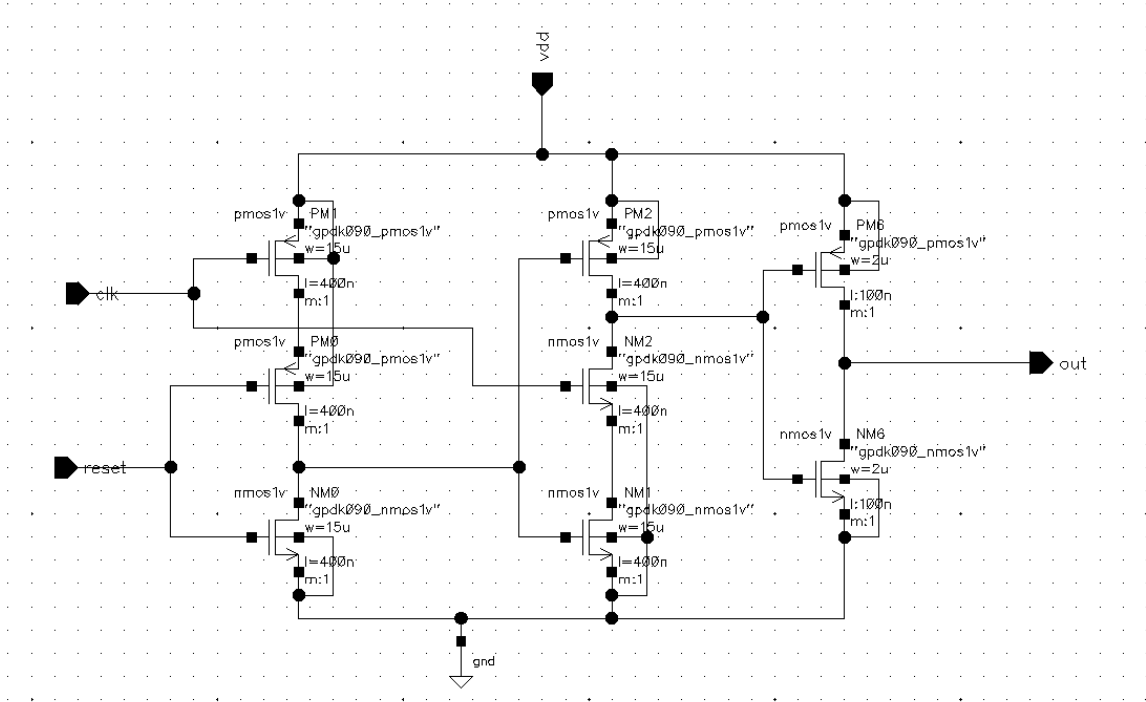 vdd
pmos1v PM1
"gpdk090_pmos1v"
w=15u
l=400n
m:1
pmos1v PM2
"gpdk090_pmos1v"
w=15u
l=400n
m:1
pmos1v PM6
"gpdk090_pmos1v"
w=2u
l:100n
m:1
clk
pmos1v PM0
"gpdk090_pmos1v"
w=15u
l=400n
m:1
nmos1v NM2
"gpdk090_nmos1v"
w=15u
l=400n
m:1
out
nmos1v NM6
"gpdk090_nmos1v"
w=2u
l:100n
m:1
reset
nmos1v NM0
"gpdk090_nmos1v"
w=15u
l=400n
m:1
nmos1v NM1
"gpdk090_nmos1v"
w=15u
l=400n
m:1
gnd